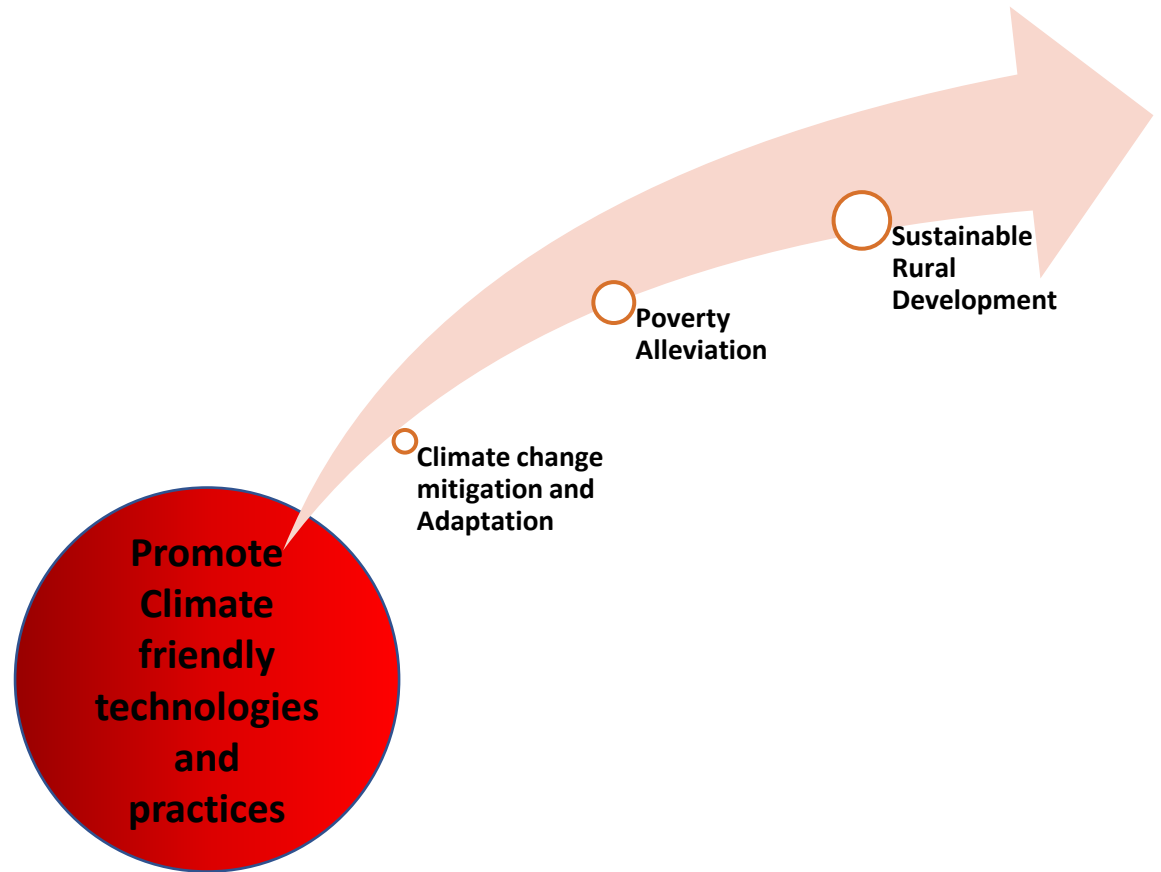 Promote
Climate
friendly
technologies
and
practices
Climate change
mitigation and
Adaptation
Poverty
Alleviation
Sustainable
Rural
Development